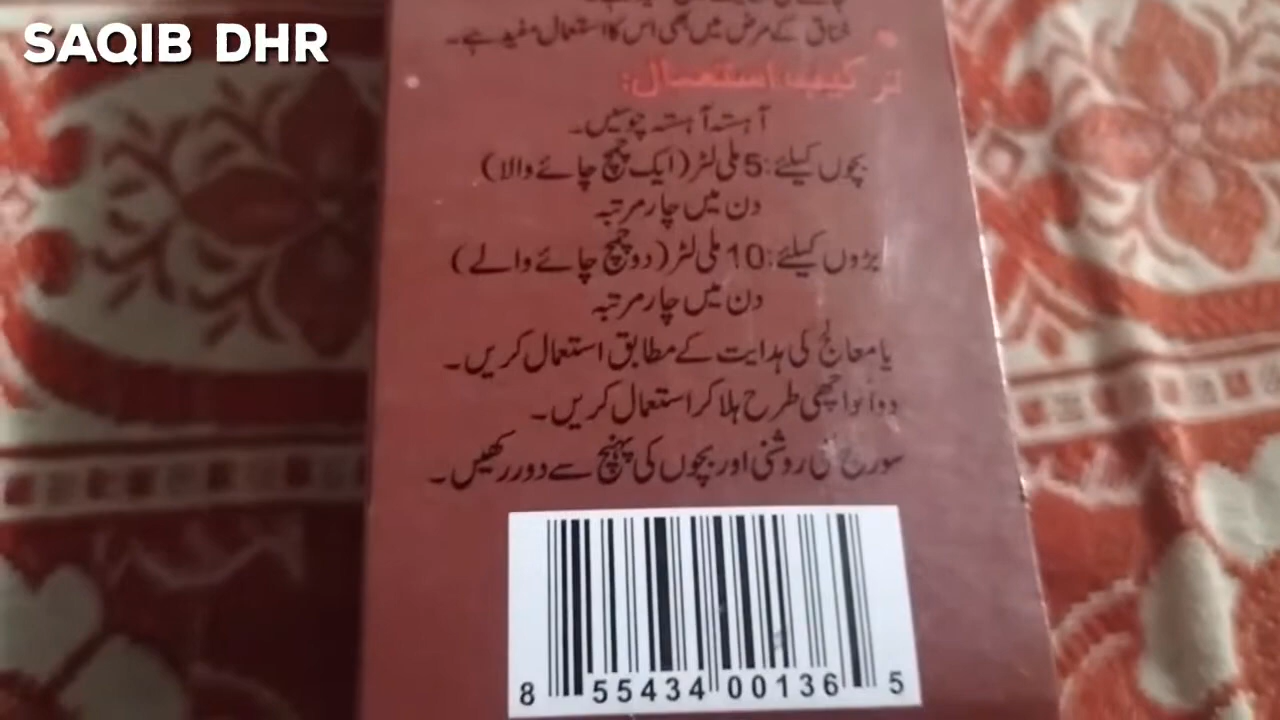 SAQIB DHR
خناق کے مرض میں بھی اس کا استعمال مفید ہے۔
ترکیب استعمال:
آہستہ آہستہ چوسیں۔
بچوں کیلئے: 5 ملی لٹر (ایک چمچ چائے والا)
دن میں چار مرتبہ
بڑوں کیلئے: 10 ملی لٹر (دو چمچ چائے والے)
دن میں چار مرتبہ
یا معالج کی ہدایت کے مطابق استعمال کریں۔
دوا اچھی طرح ہلا کر استعمال کریں۔
سورج کی روشنی اور بچوں کی پہنچ سے دور رکھیں۔
8 55434 00136 5